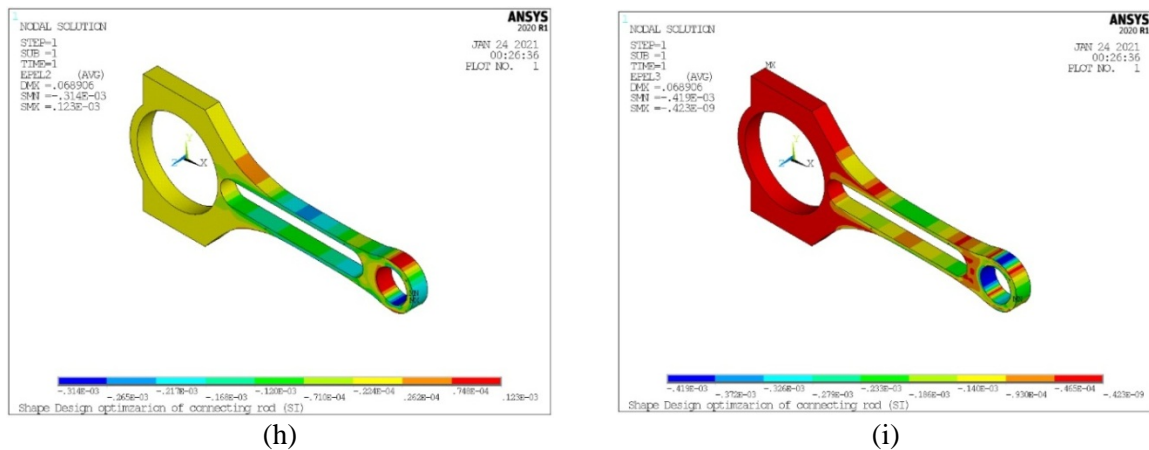 1
NODAL SOLUTION
STEP=1
SUB =1
TIME=1
EPEL2 (AVG)
DMX =.068906
SMN =-.314E-03
SMX =.123E-03
ANSYS
2020 R1
JAN 24 2021
00:26:36
PLOT NO. 1
Y
Z X
MN
MX
-.314E-03 -.217E-03 -.120E-03 -.224E-04 .748E-04
-.265E-03 -.168E-03 -.710E-04 .262E-04 .123E-03
Shape Design optimzarion of connecting rod (SI)
(h)
1
NODAL SOLUTION
STEP=1
SUB =1
TIME=1
EPEL3 (AVG)
DMX =.068906
SMN =-.419E-03
SMX =-.423E-09
ANSYS
2020 R1
JAN 24 2021
00:26:36
PLOT NO. 1
MX
Y
Z X
MN
-.419E-03 -.326E-03 -.233E-03 -.140E-03 -.465E-04
-.372E-03 -.279E-03 -.186E-03 -.930E-04 -.423E-09
Shape Design optimzarion of connecting rod (SI)
(i)